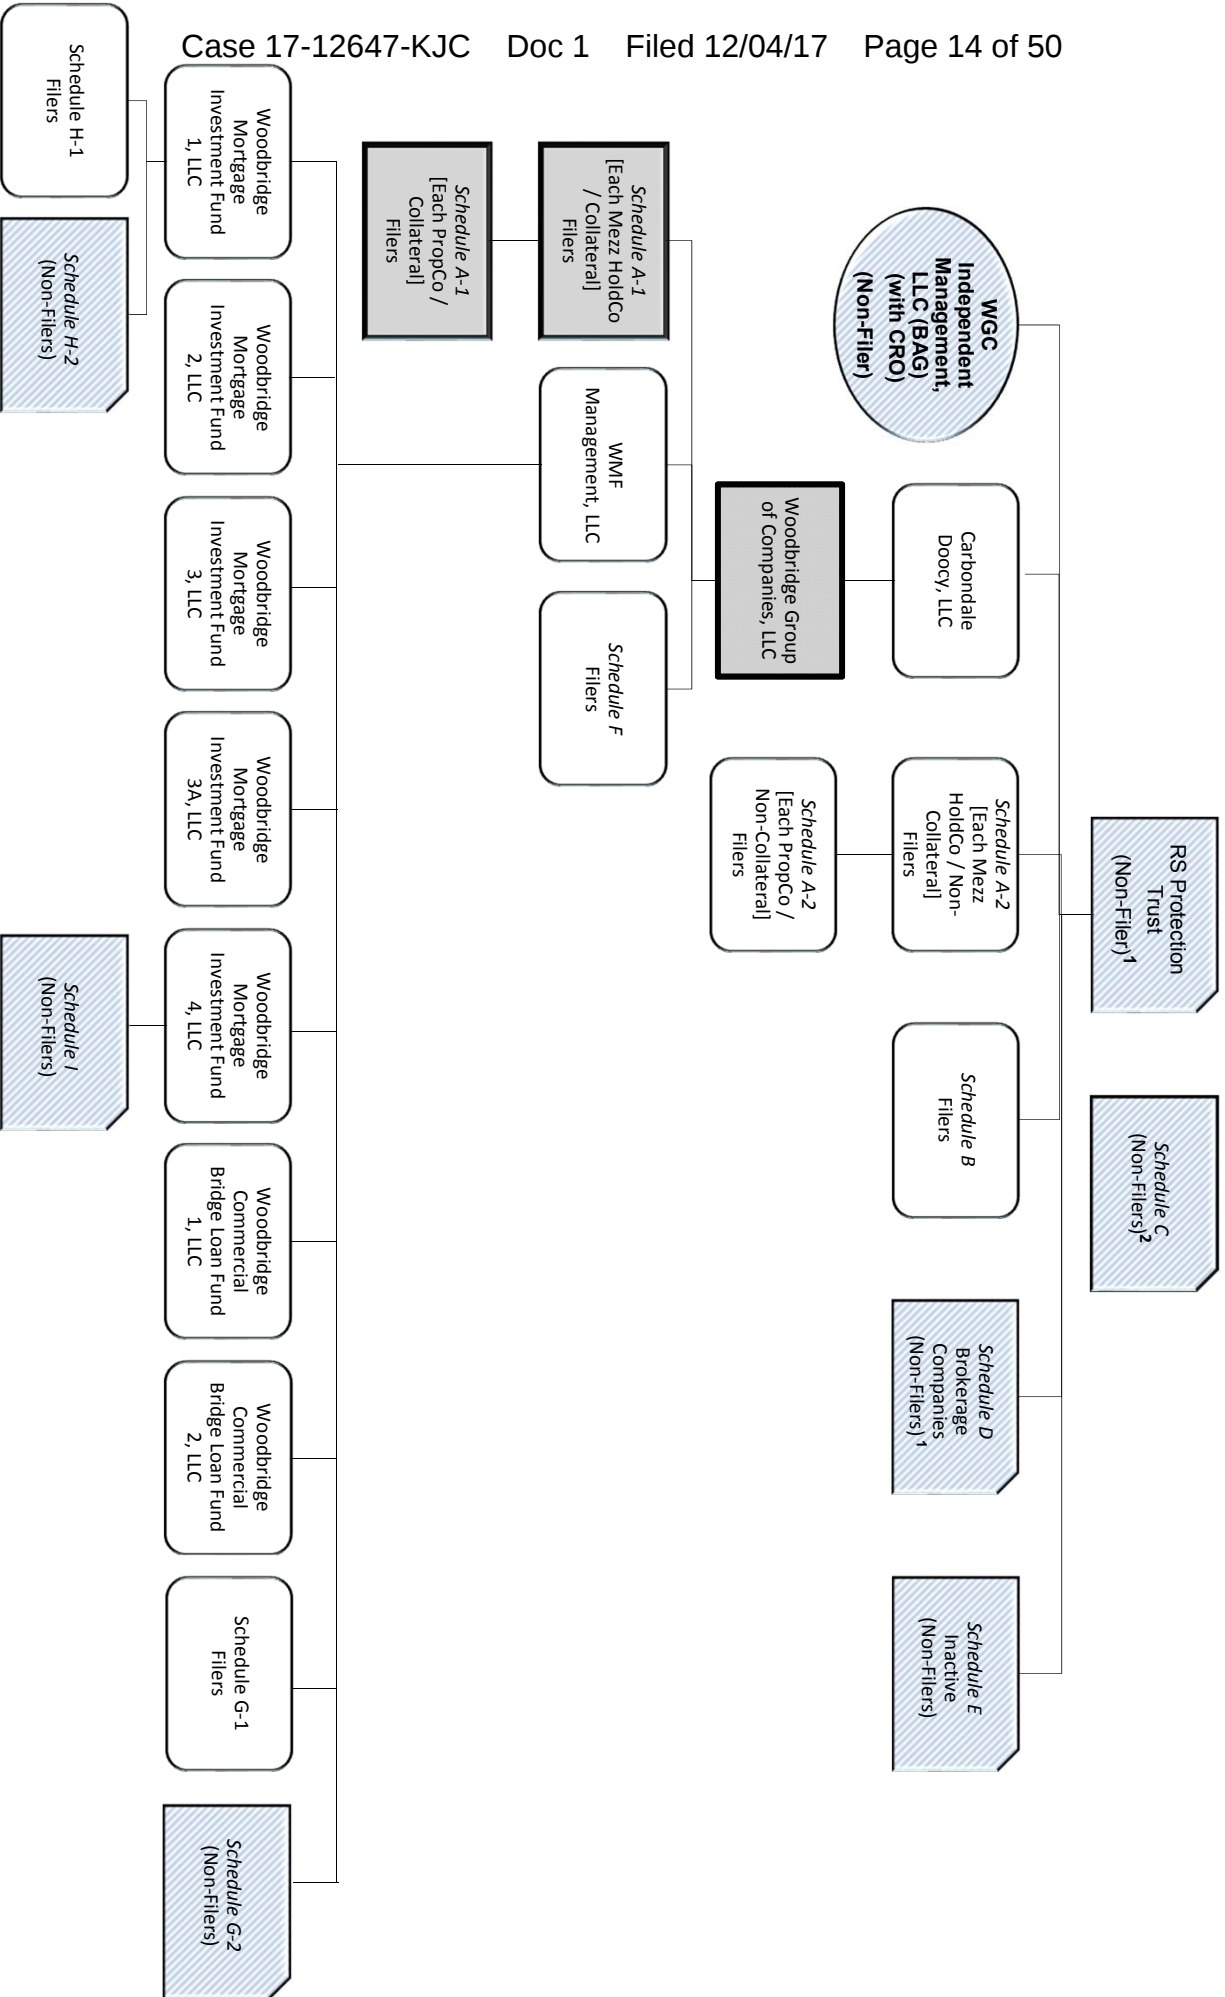 Case 17-12647-KJC Doc 1 Filed 12/04/17 Page 14 of 50
RS Protection
Trust
(Non-Filer)¹
Schedule C
(Non-Filers)²
WGC
Independent
Management,
LLC (BAG)
(with CRO)
(Non-Filer)
Carbondale
Doocy, LLC
Schedule A-2
[Each Mezz
HoldCo / Non-
Collateral]
Filers
Schedule B
Filers
Schedule D
Brokerage
Companies
(Non-Filers) ¹
Schedule E
Inactive
(Non-Filers)
Woodbridge Group
of Companies, LLC
Schedule A-2
[Each PropCo /
Non-Collateral]
Filers
Schedule A-1
[Each Mezz HoldCo
/ Collateral]
Filers
WMF
Management, LLC
Schedule F
Filers
Schedule A-1
[Each PropCo /
Collateral]
Filers
Woodbridge
Mortgage
Investment Fund
1, LLC
Woodbridge
Mortgage
Investment Fund
2, LLC
Woodbridge
Mortgage
Investment Fund
3, LLC
Woodbridge
Mortgage
Investment Fund
3A, LLC
Woodbridge
Mortgage
Investment Fund
4, LLC
Woodbridge
Commercial
Bridge Loan Fund
1, LLC
Woodbridge
Commercial
Bridge Loan Fund
2, LLC
Schedule G-1
Filers
Schedule G-2
(Non-Filers)
Schedule H-1
Filers
Schedule H-2
(Non-Filers)
Schedule I
(Non-Filers)